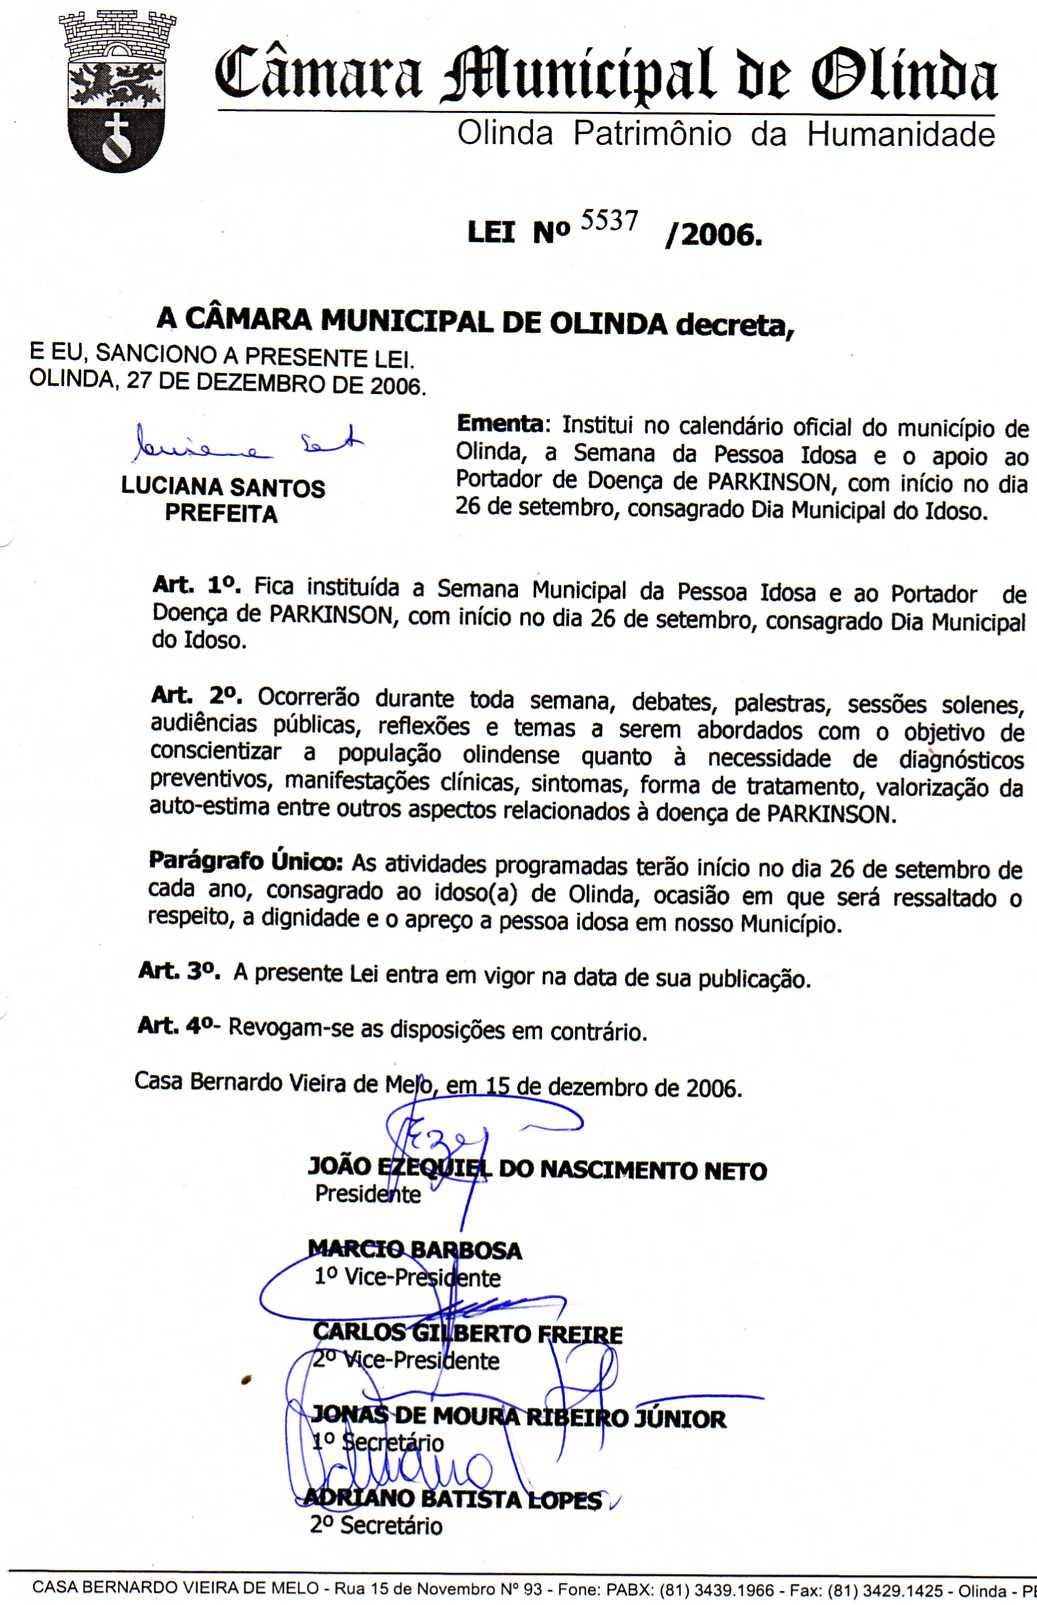 Câmara Municipal de Olinda
Olinda Patrimônio da Humanidade
LEI Nº 5537 /2006.
A CÂMARA MUNICIPAL DE OLINDA decreta,
E EU, SANCIONO A PRESENTE LEI.
OLINDA, 27 DE DEZEMBRO DE 2006.
LUCIANA SANTOS
PREFEITA
Ementa: Institui no calendário oficial do município de
Olinda, a Semana da Pessoa Idosa e o apoio ao
Portador de Doença de PARKINSON, com início no dia
26 de setembro, consagrado Dia Municipal do Idoso.
Art. 1º. Fica instituída a Semana Municipal da Pessoa Idosa e ao Portador de
Doença de PARKINSON, com início no dia 26 de setembro, consagrado Dia Municipal
do Idoso.
Art. 2º. Ocorrerão durante toda semana, debates, palestras, sessões solenes,
audiências públicas, reflexões e temas a serem abordados com o objetivo de
conscientizar a população olindense quanto à necessidade de diagnósticos
preventivos, manifestações clínicas, sintomas, forma de tratamento, valorização da
auto-estima entre outros aspectos relacionados à doença de PARKINSON.
Parágrafo Único: As atividades programadas terão início no dia 26 de setembro de
cada ano, consagrado ao idoso(a) de Olinda, ocasião em que será ressaltado o
respeito, a dignidade e o apreço a pessoa idosa em nosso Município.
Art. 3º. A presente Lei entra em vigor na data de sua publicação.
Art. 4º- Revogam-se as disposições em contrário.
Casa Bernardo Vieira de Melo, em 15 de dezembro de 2006.
JOÃO EZEQUIEL DO NASCIMENTO NETO
Presidente
MARCIO BARBOSA
1º Vice-Presidente
CARLOS GILBERTO FREIRE
2º Vice-Presidente
JONAS DE MOURA RIBEIRO JÚNIOR
1º Secretário
ADRIANO BATISTA LOPES
2º Secretário
CASA BERNARDO VIEIRA DE MELO - Rua 15 de Novembro Nº 93 - Fone: PABX: (81) 3439.1966 - Fax: (81) 3429.1425 - Olinda - PE